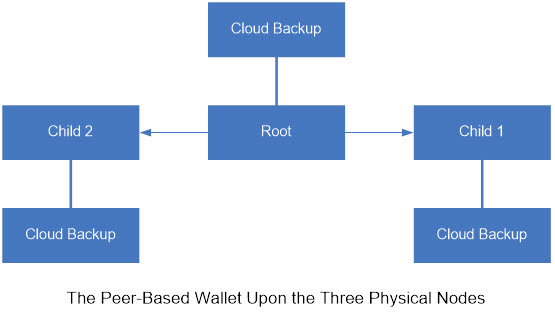 Cloud Backup
Child 2
Root
Child 1
Cloud Backup
Cloud Backup
The Peer-Based Wallet Upon the Three Physical Nodes